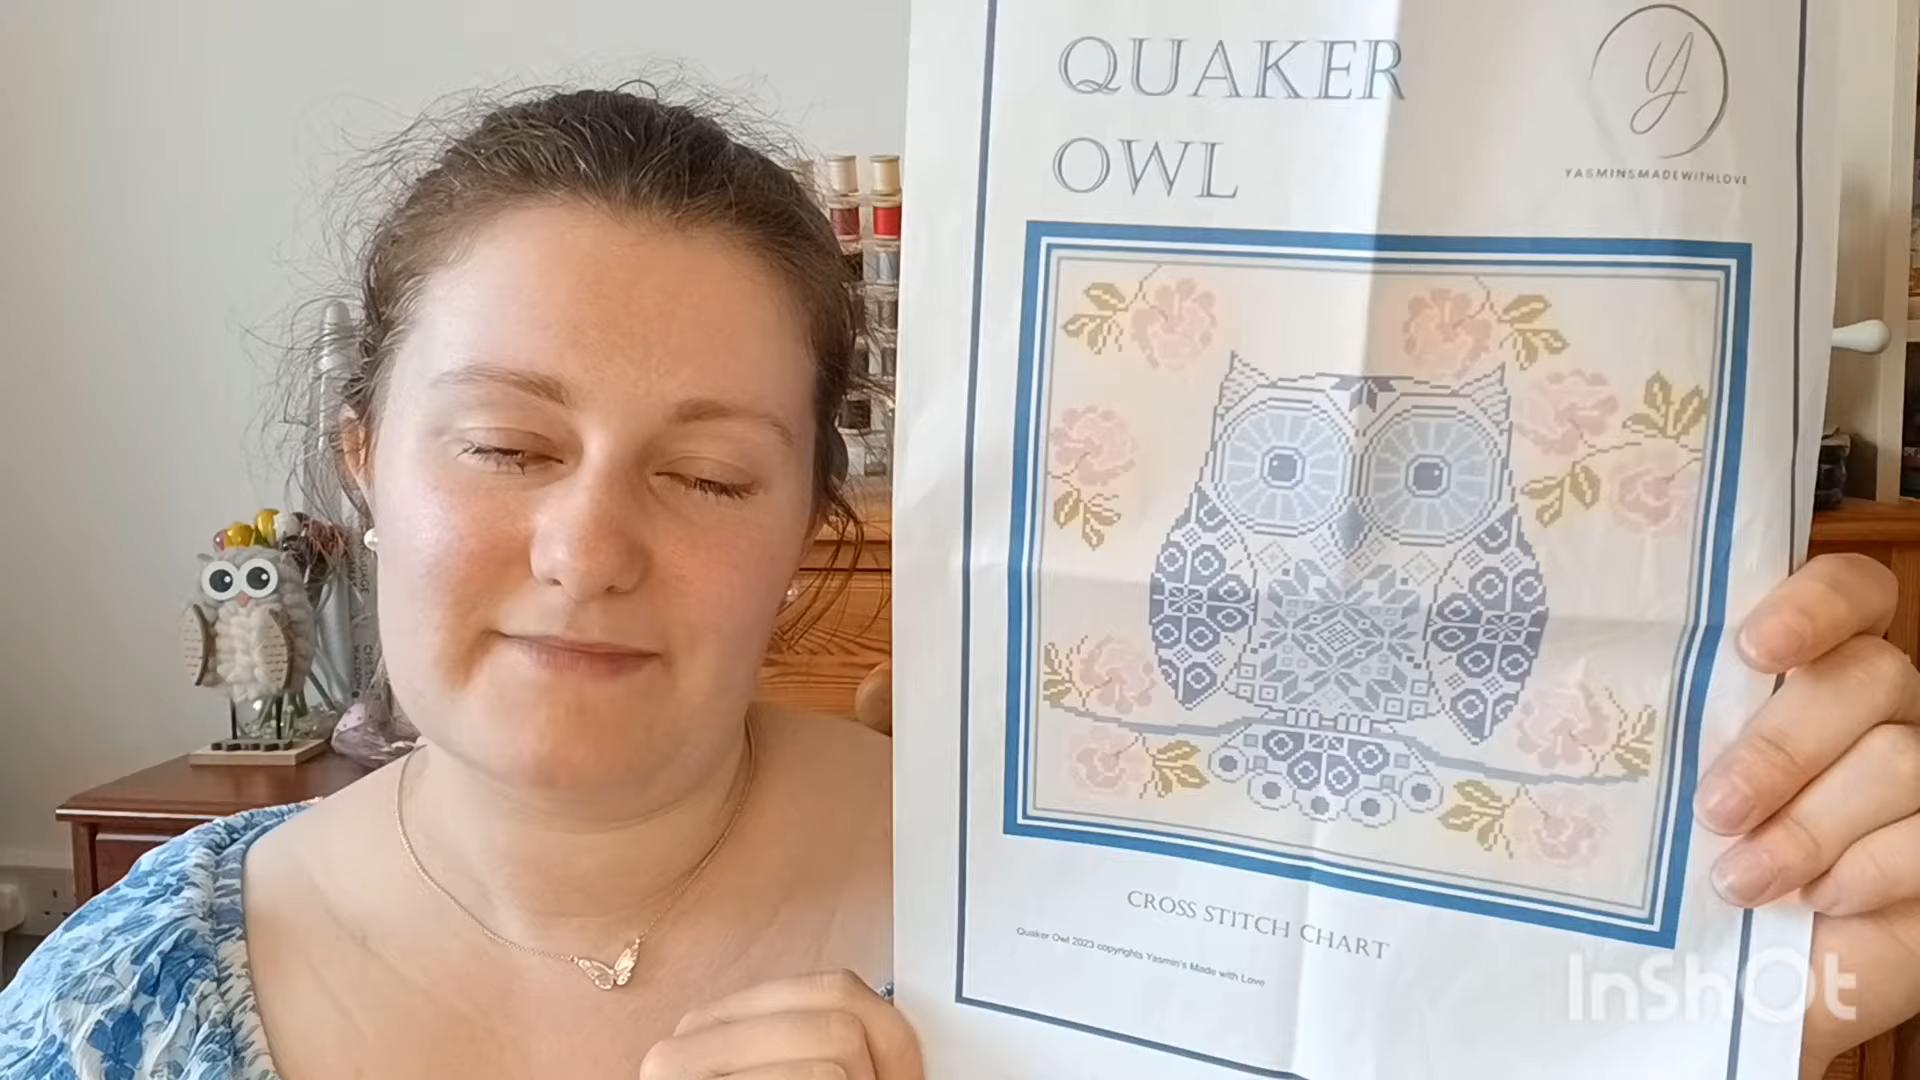 QUAKER
OWL
y
YASMINSMADEWITHLOVE
CROSS STITCH CHART
Quaker Owl 2023 copyrights Yasmin's Made with Love
InShOt